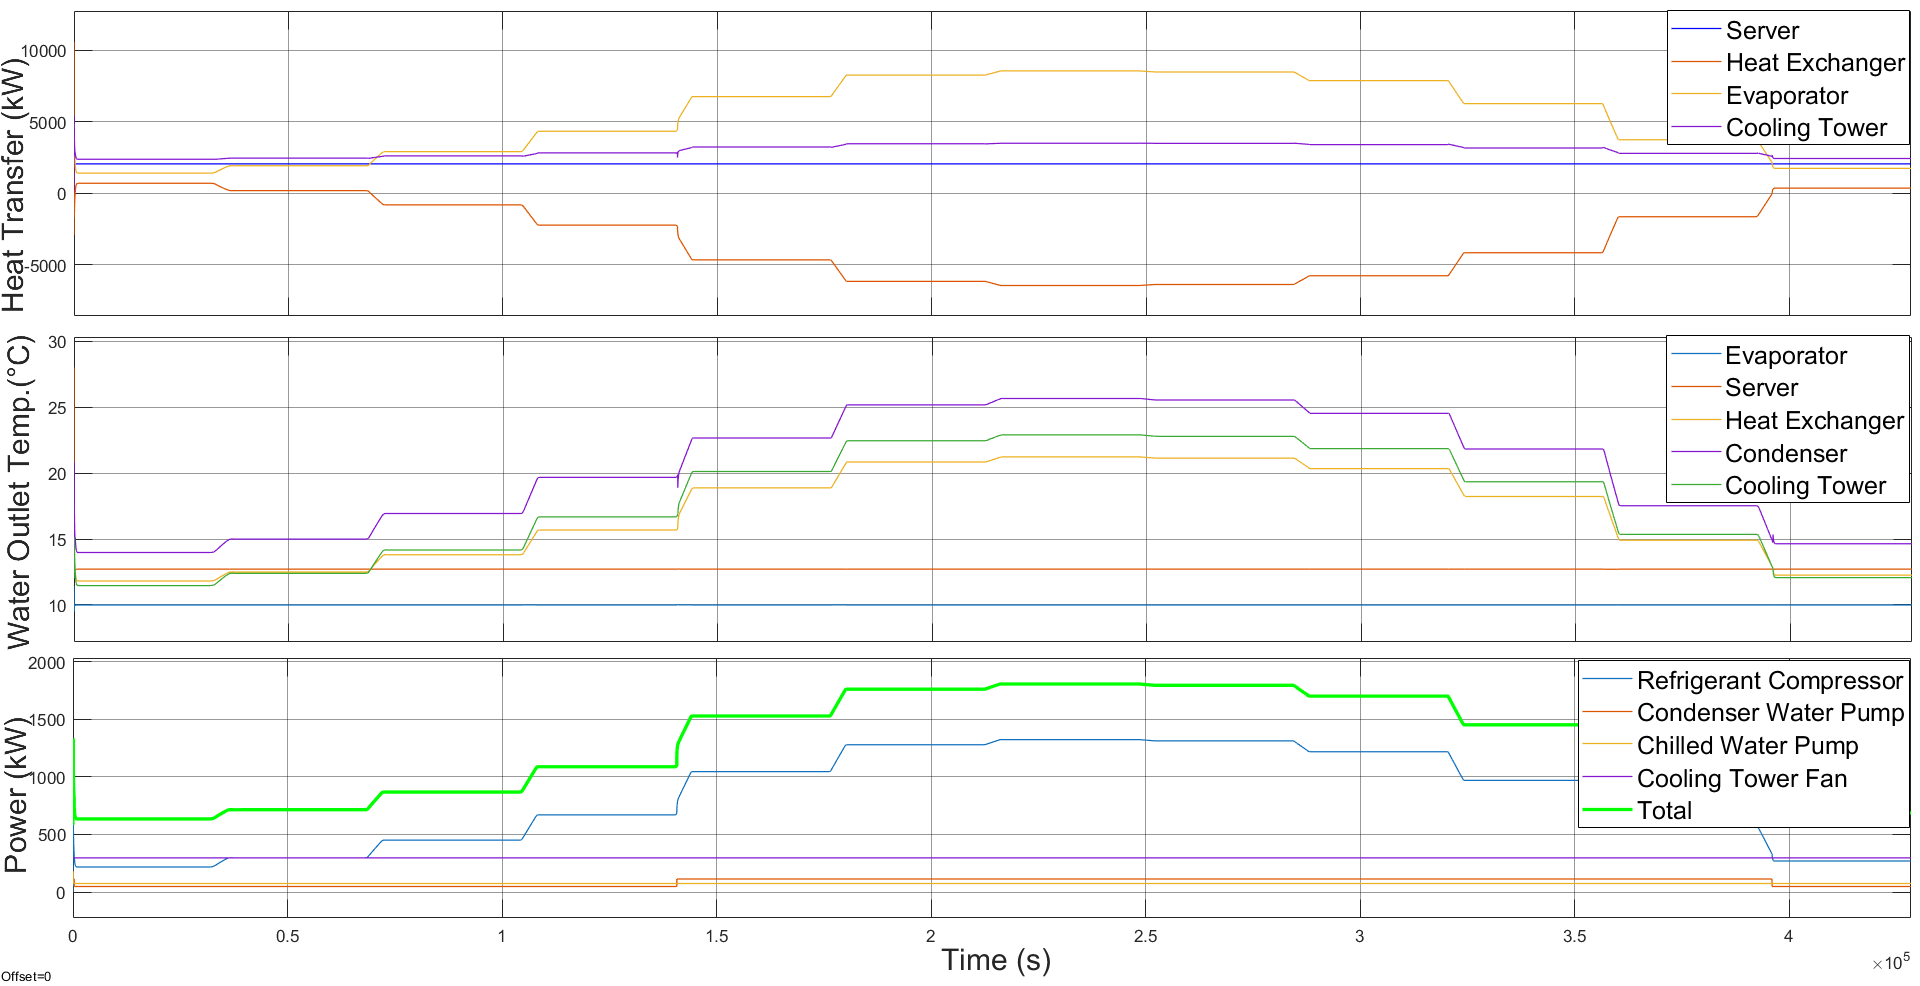 Heat Transfer (kW)
10000
5000
0
-5000
Server
Heat Exchanger
Evaporator
Cooling Tower
Water Outlet Temp.(°C)
30
25
20
15
10
Evaporator
Server
Heat Exchanger
Condenser
Cooling Tower
Power (kW)
2000
1500
1000
500
0
Refrigerant Compressor
Condenser Water Pump
Chilled Water Pump
Cooling Tower Fan
Total
0 0.5 1 1.5 2 2.5 3 3.5 4
Time (s)
×10⁵
Offset=0